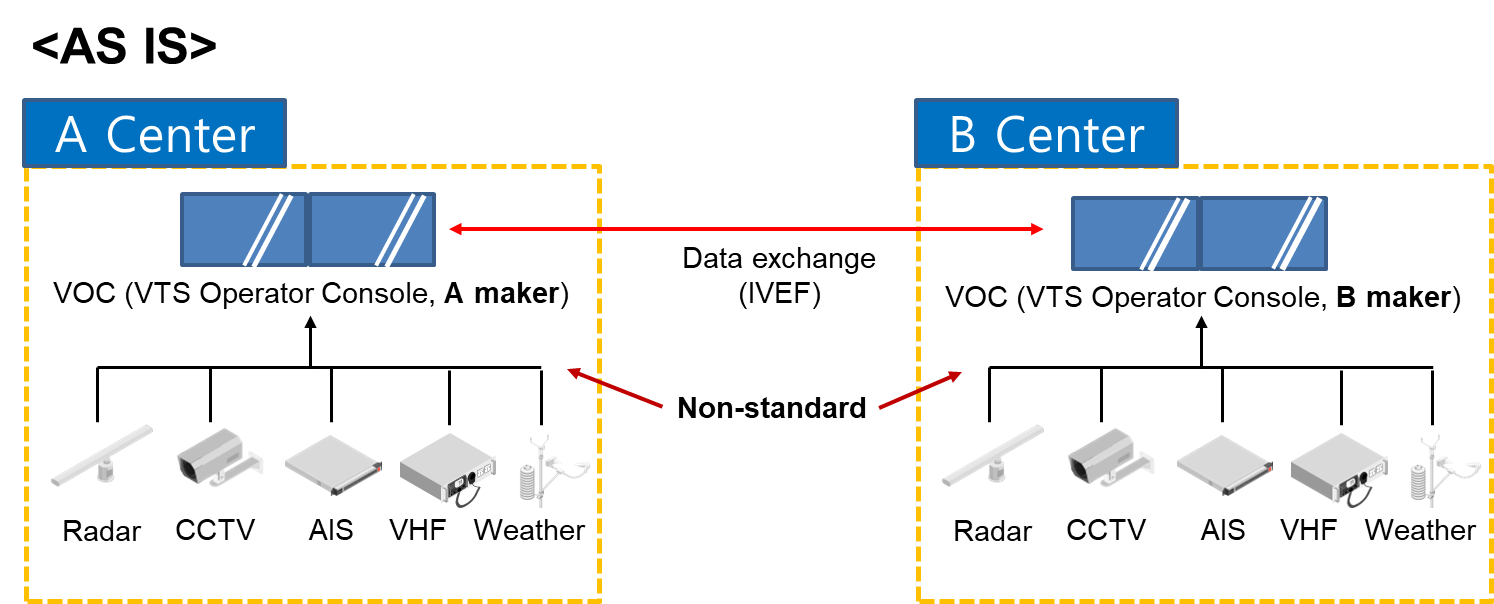 <AS IS>
A Center
B Center
Data exchange
(IVEF)
VOC (VTS Operator Console, A maker)
VOC (VTS Operator Console, B maker)
Non-standard
Radar CCTV AIS VHF Weather
Radar CCTV AIS VHF Weather